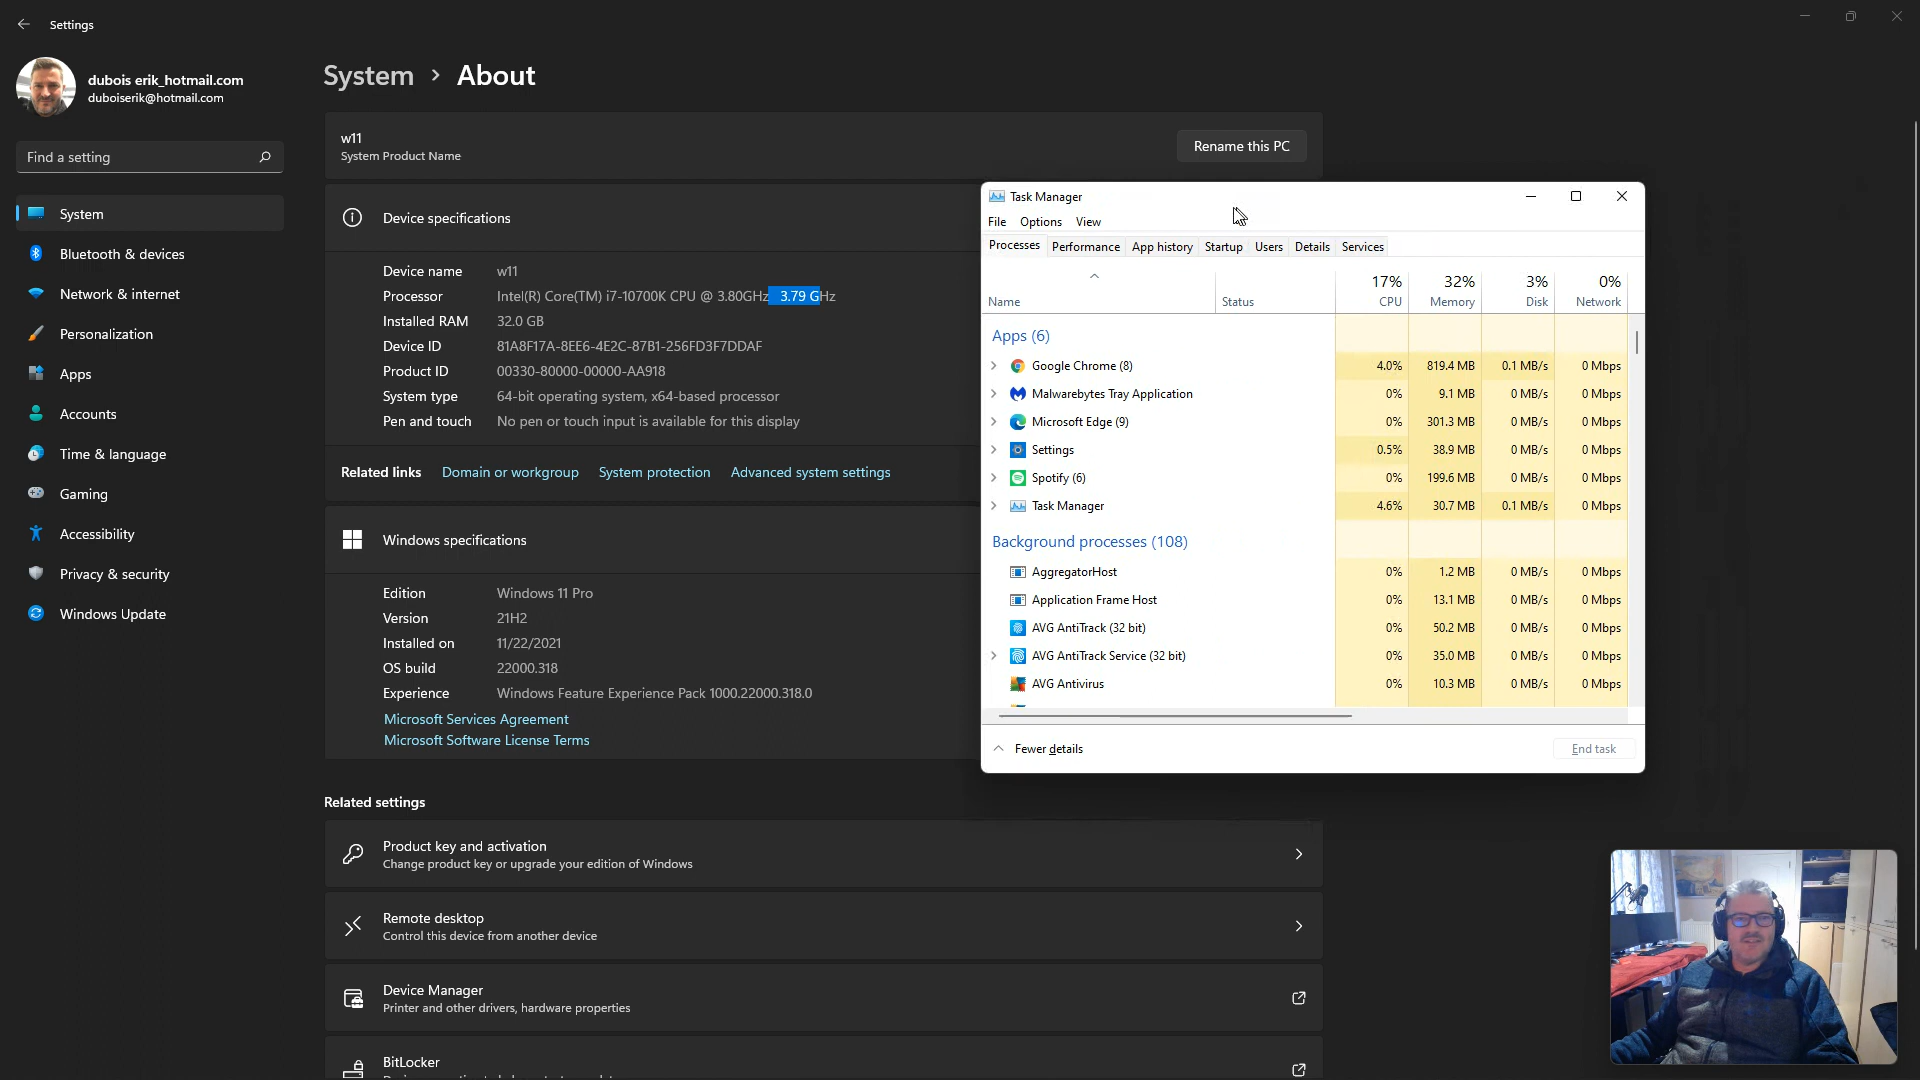 Settings
dubois erik_hotmail.com
duboiserik@hotmail.com
Find a setting
System
Bluetooth & devices
Network & internet
Personalization
Apps
Accounts
Time & language
Gaming
Accessibility
Privacy & security
Windows Update
System > About
w11
System Product Name
Rename this PC
Device specifications
Device name w11
Processor Intel(R) Core(TM) i7-10700K CPU @ 3.80GHz 3.79 GHz
Installed RAM 32.0 GB
Device ID 81A8F17A-8EE6-4E2C-87B1-256FD3F7DDAF
Product ID 00330-80000-00000-AA918
System type 64-bit operating system, x64-based processor
Pen and touch No pen or touch input is available for this display
Related links Domain or workgroup System protection Advanced system settings
Windows specifications
Edition Windows 11 Pro
Version 21H2
Installed on 11/22/2021
OS build 22000.318
Experience Windows Feature Experience Pack 1000.22000.318.0
Microsoft Services Agreement
Microsoft Software License Terms
Related settings
Product key and activation
Change product key or upgrade your edition of Windows
Remote desktop
Control this device from another device
Device Manager
Printer and other drivers, hardware properties
BitLocker
Task Manager
File Options View
Processes Performance App history Startup Users Details Services
17% 32% 3% 0%
Name Status CPU Memory Disk Network
Apps (6)
Google Chrome (8) 4.0% 819.4 MB 0.1 MB/s 0 Mbps
Malwarebytes Tray Application 0% 9.1 MB 0 MB/s 0 Mbps
Microsoft Edge (9) 0% 301.3 MB 0 MB/s 0 Mbps
Settings 0.5% 38.9 MB 0 MB/s 0 Mbps
Spotify (6) 0% 199.6 MB 0 MB/s 0 Mbps
Task Manager 4.6% 30.7 MB 0.1 MB/s 0 Mbps
Background processes (108)
AggregatorHost 0% 1.2 MB 0 MB/s 0 Mbps
Application Frame Host 0% 13.1 MB 0 MB/s 0 Mbps
AVG AntiTrack (32 bit) 0% 50.2 MB 0 MB/s 0 Mbps
AVG AntiTrack Service (32 bit) 0% 35.0 MB 0 MB/s 0 Mbps
AVG Antivirus 0% 10.3 MB 0 MB/s 0 Mbps
Fewer details
End task